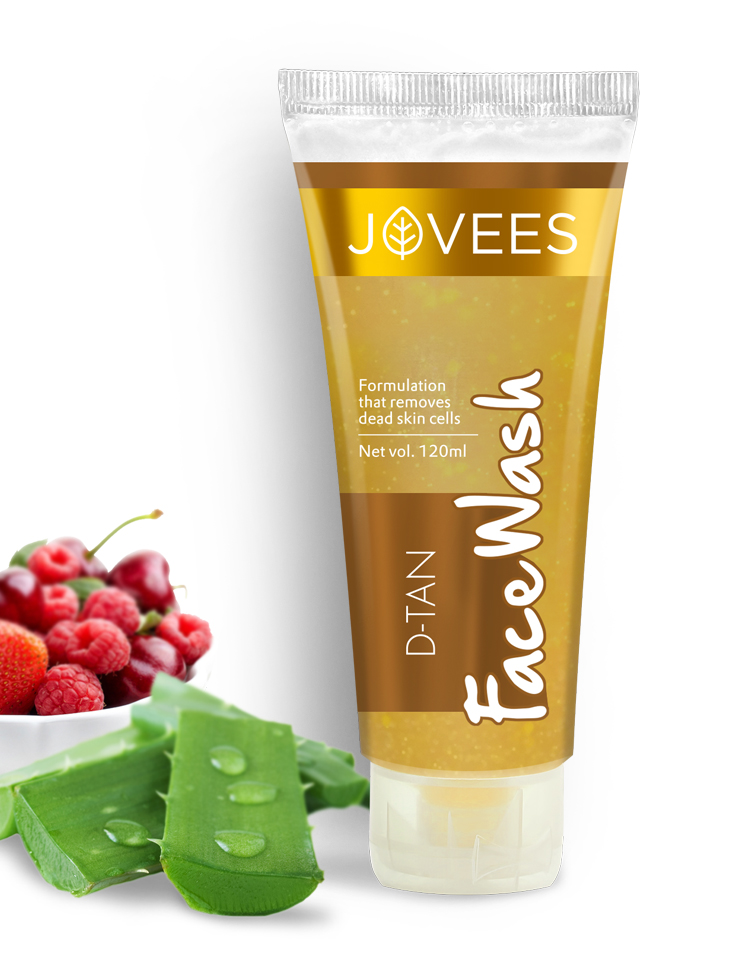 JOVEES
Formulation
that removes
dead skin cells
Net vol. 120ml
D-TAN
Face Wash